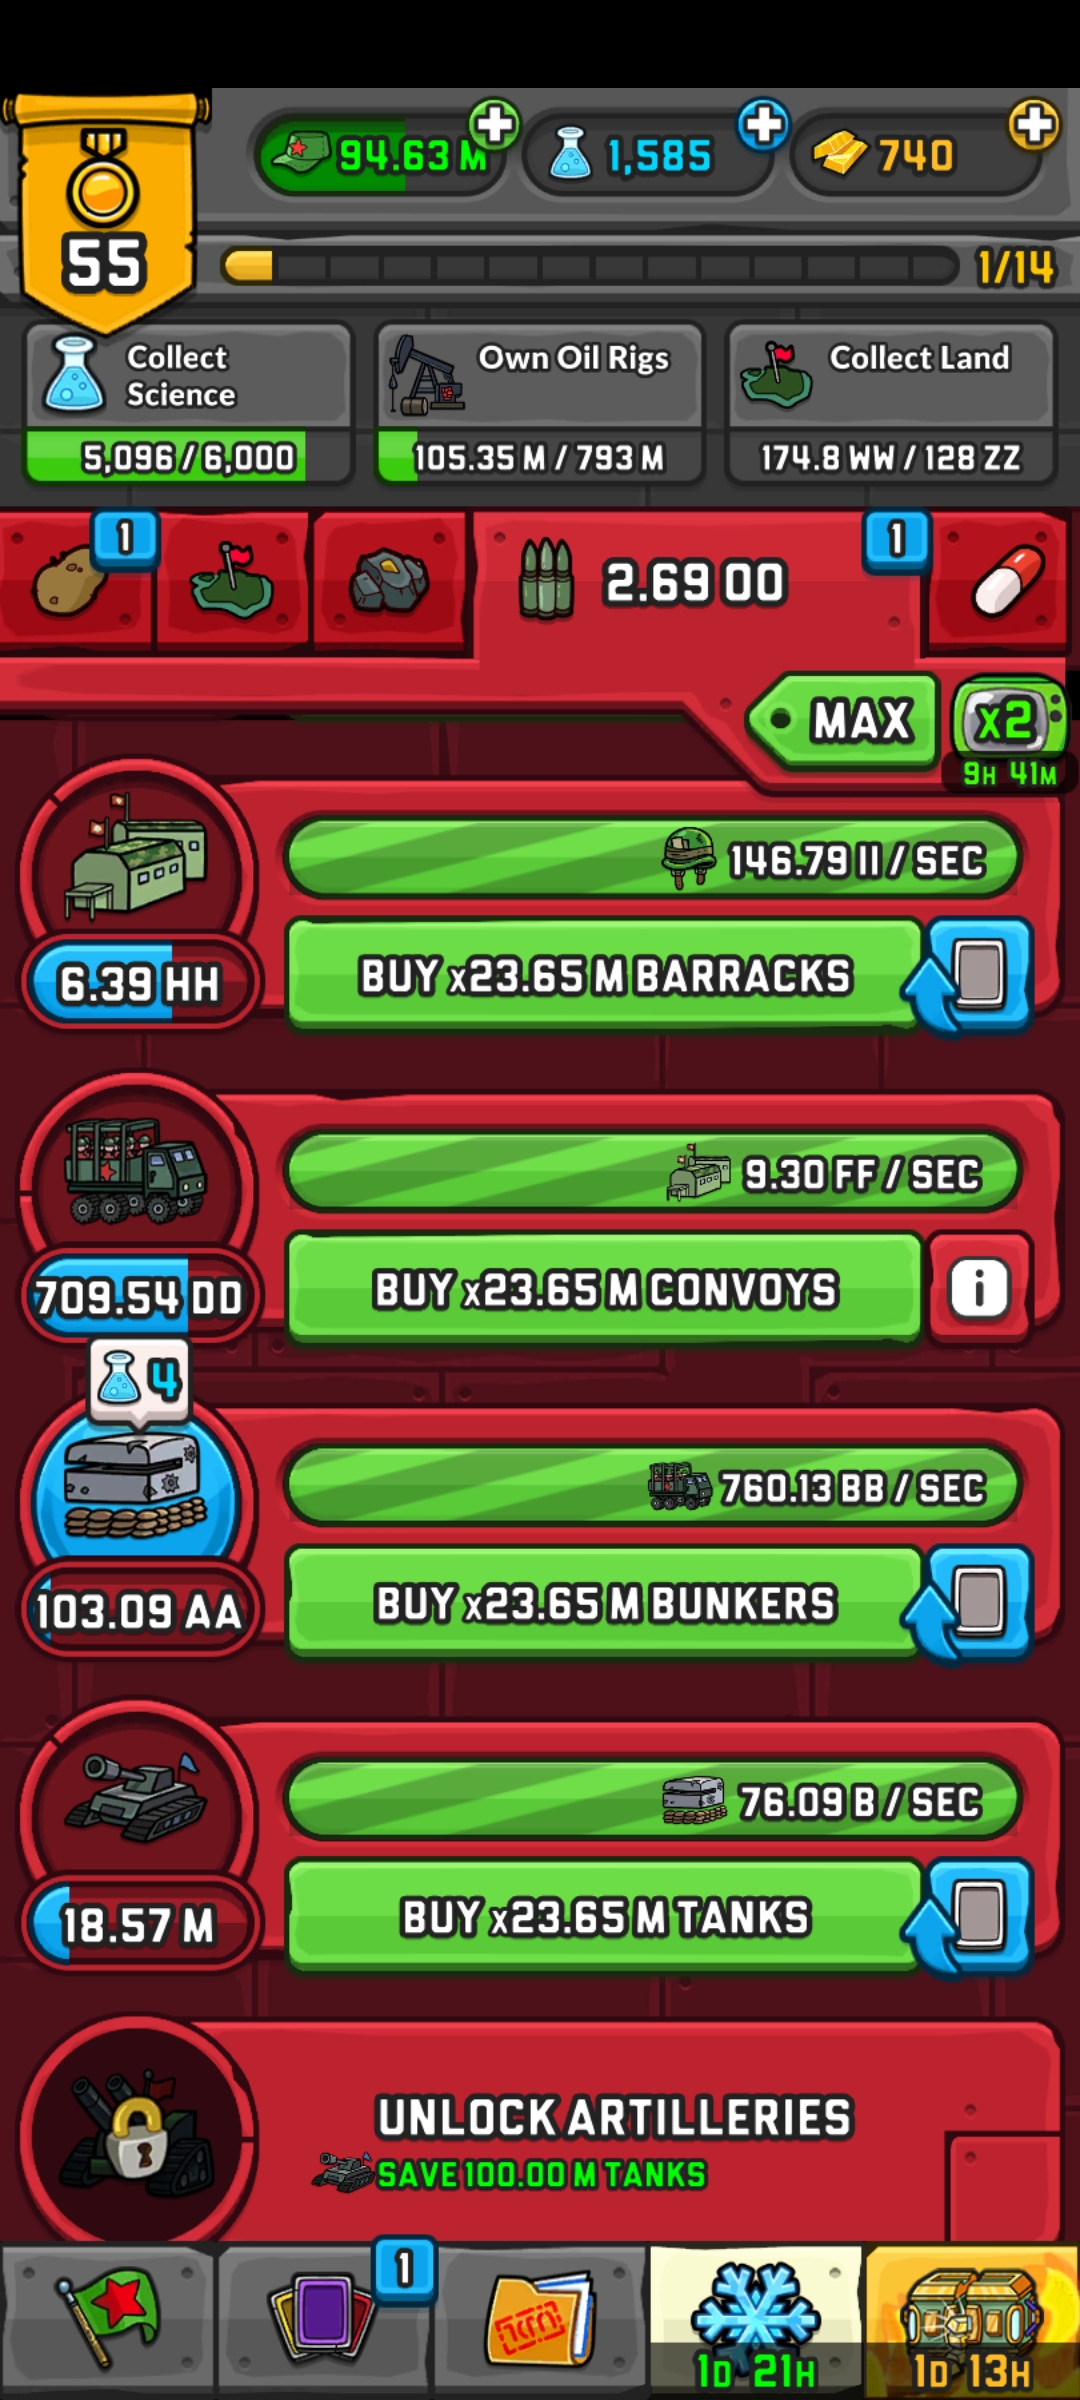 55
94.63 M
1,585
740
1/14
Collect
Science
5,096 / 6,000
Own Oil Rigs
105.35 M / 793 M
Collect Land
174.8 WW / 128 ZZ
1
2.69 OO
1
MAX
x2
9H 41M
146.79 II / SEC
6.39 HH
BUY x23.65 M BARRACKS
9.30 FF / SEC
709.54 DD
BUY x23.65 M CONVOYS
i
4
760.13 BB / SEC
103.09 AA
BUY x23.65 M BUNKERS
76.09 B / SEC
18.57 M
BUY x23.65 M TANKS
UNLOCK ARTILLERIES
SAVE 100.00 M TANKS
1
1D 21H
1D 13H